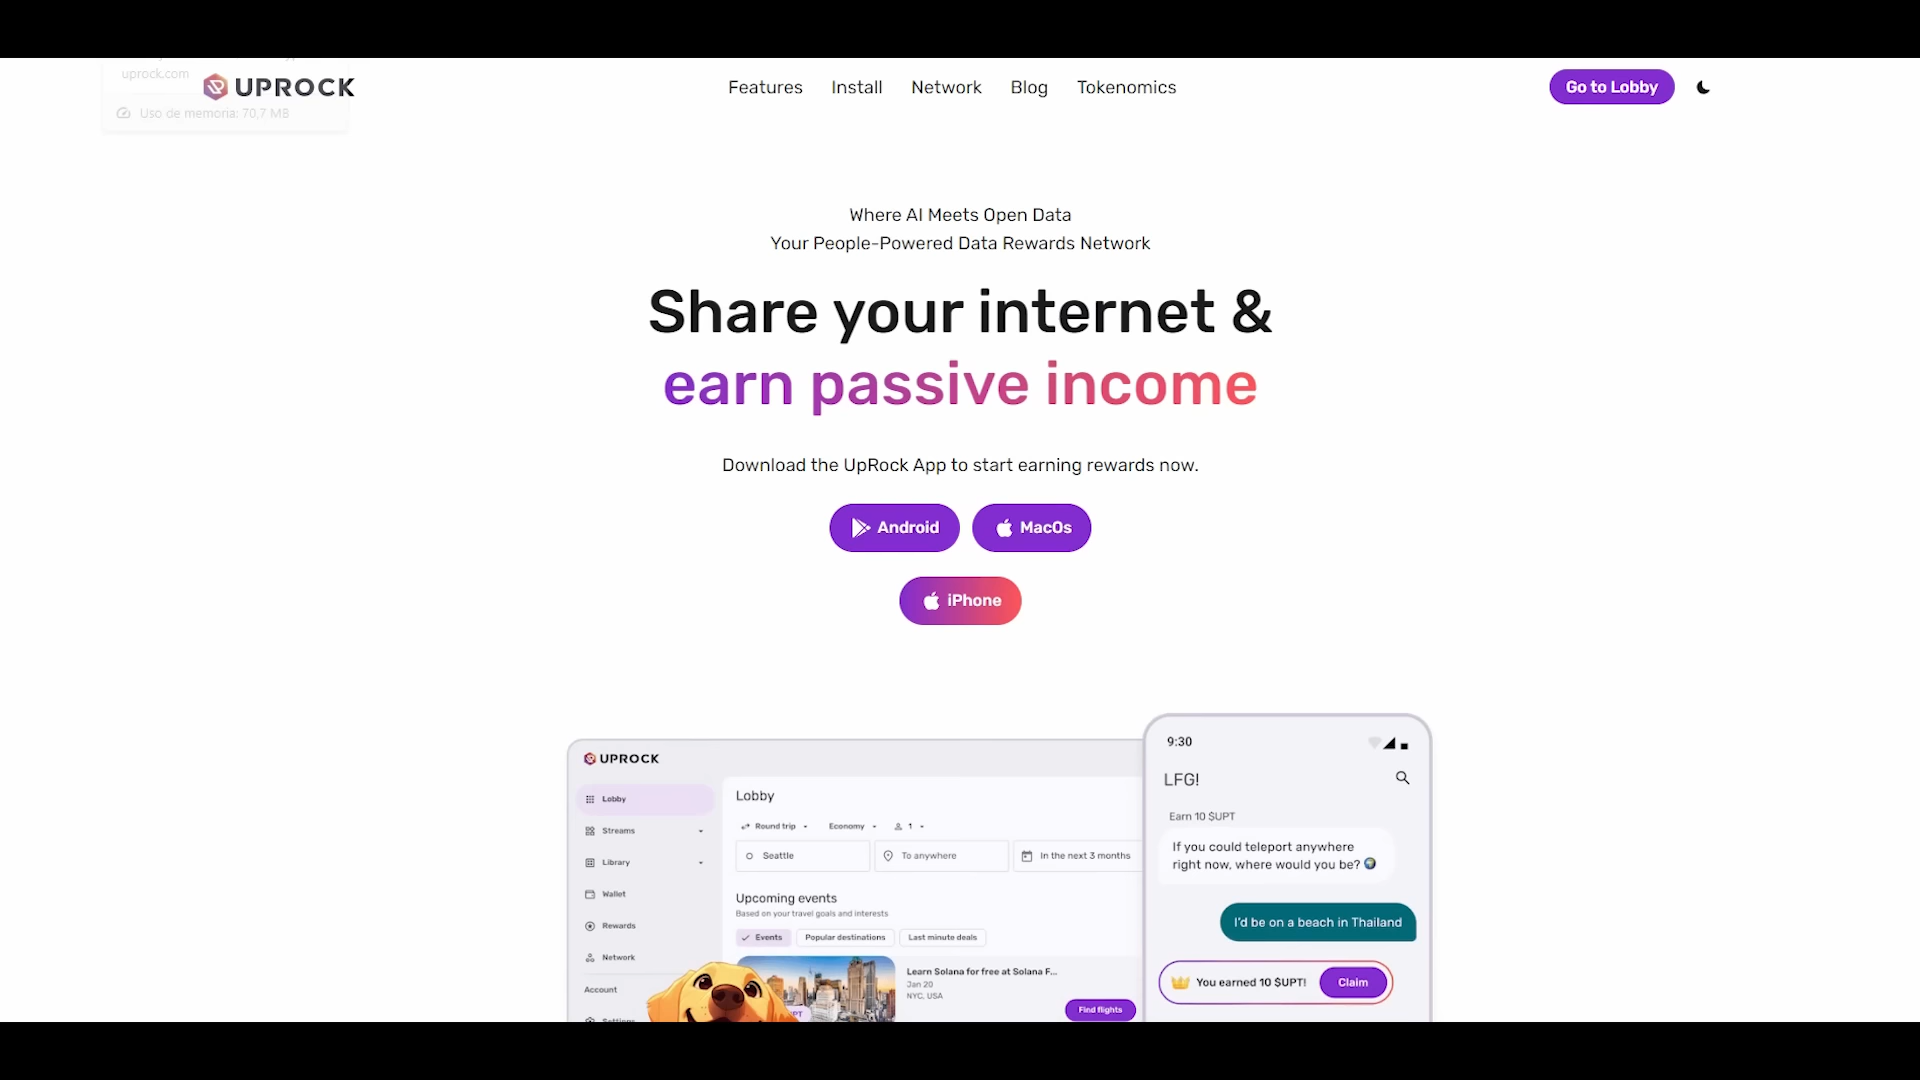 uprock.com
UPROCK
Features
Install
Network
Blog
Tokenomics
Go to Lobby
Uso de memoria: 70,7 MB
Where AI Meets Open Data
Your People-Powered Data Rewards Network
Share your internet &
earn passive income
Download the UpRock App to start earning rewards now.
Android
MacOs
iPhone
UPROCK
Lobby
Streams
Library
Wallet
Rewards
Network
Account
Settings
Lobby
Round trip
Economy
1
Seattle
To anywhere
In the next 3 months
Upcoming events
Based on your travel goals and interests
Events
Popular destinations
Last minute deals
Learn Solana for free at Solana F...
Jan 20
NYC, USA
Find flights
9:30
LFG!
Earn 10 $UPT
If you could teleport anywhere
right now, where would you be?
I'd be on a beach in Thailand
You earned 10 $UPT!
Claim